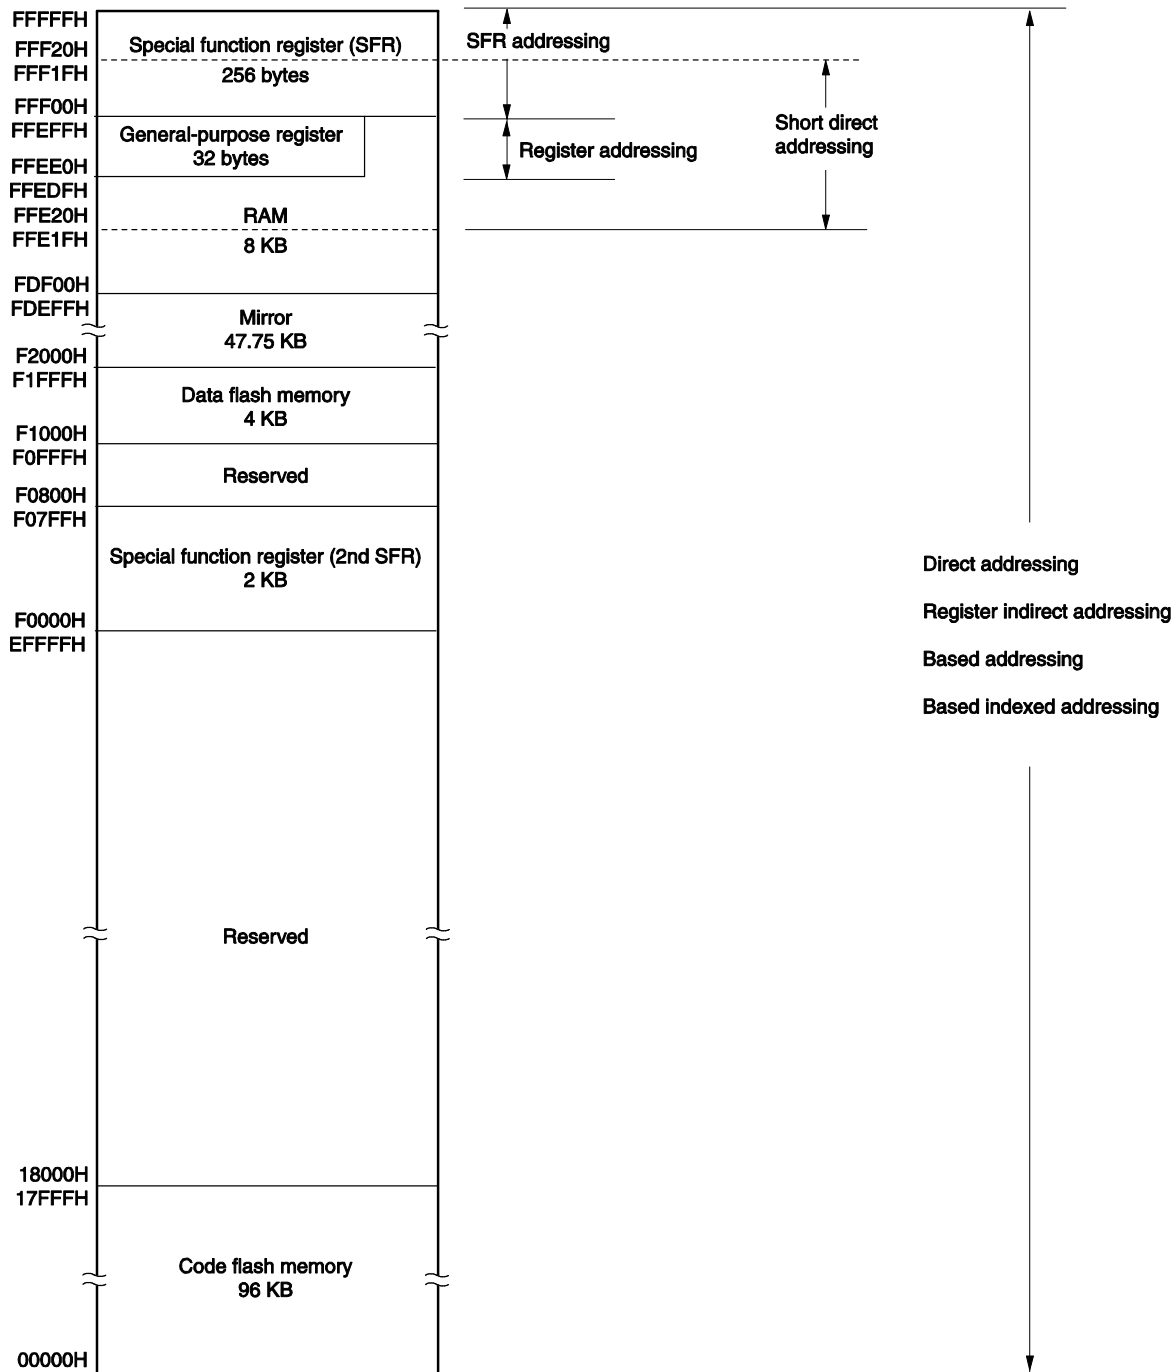 FFFFFH
FFF20H
FFF1FH
FFF00H
FFEFFH
FFEE0H
FFEDFH
FFE20H
FFE1FH
FDF00H
FDEFFH
F2000H
F1FFFH
F1000H
F0FFFH
F0800H
F07FFH
F0000H
EFFFFH
18000H
17FFFH
00000H
Special function register (SFR)
256 bytes
General-purpose register
32 bytes
RAM
8 KB
Mirror
47.75 KB
Data flash memory
4 KB
Reserved
Special function register (2nd SFR)
2 KB
Reserved
Code flash memory
96 KB
SFR addressing
Register addressing
Short direct
addressing
Direct addressing
Register indirect addressing
Based addressing
Based indexed addressing